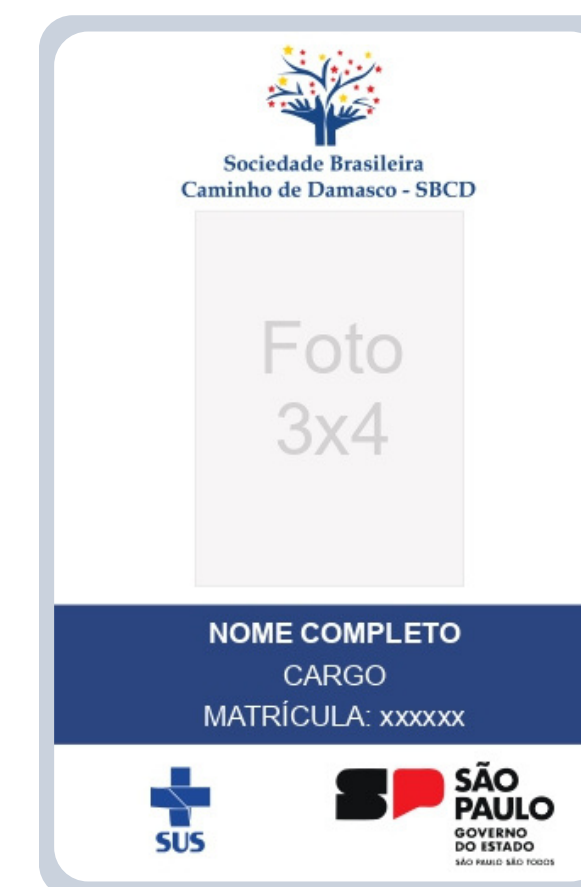 Sociedade Brasileira
Caminho de Damasco - SBCD
Foto
3x4
NOME COMPLETO
CARGO
MATRÍCULA: xxxxxx
SUS
SÃO
PAULO
GOVERNO
DO ESTADO
SÃO PAULO SÃO TODOS